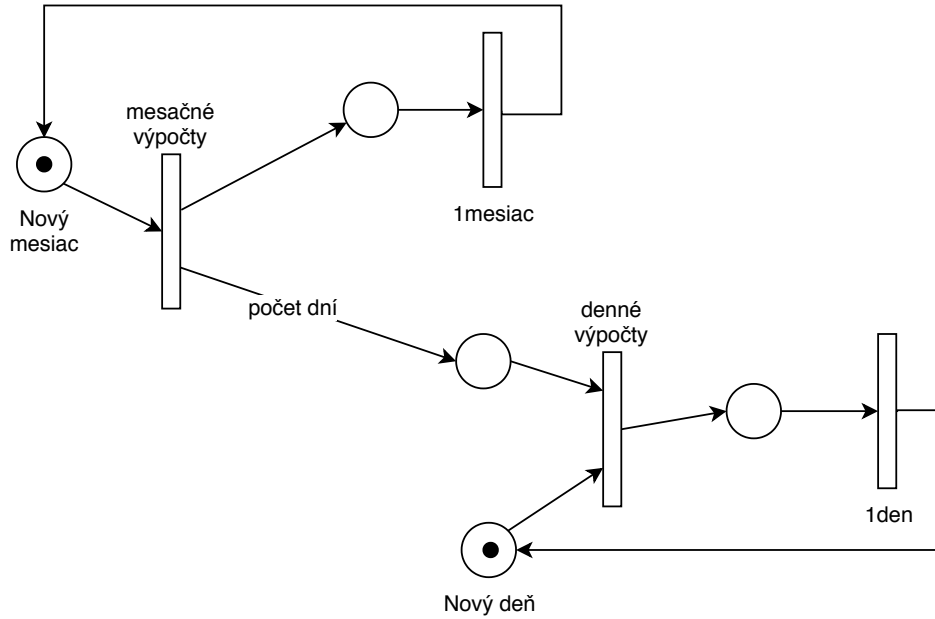 mesačné
výpočty
Nový
mesiac
1mesiac
počet dní
denné
výpočty
1den
Nový deň